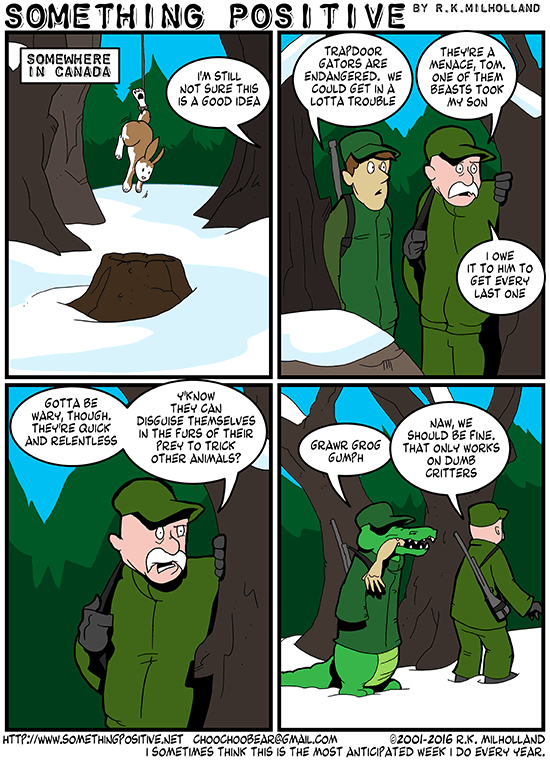 SOMETHING POSITIVE BY R.K.MILHOLLAND
SOMEWHERE
IN CANADA
I'M STILL
NOT SURE THIS
IS A GOOD IDEA
TRAPDOOR
GATORS ARE
ENDANGERED. WE
COULD GET IN A
LOTTA TROUBLE
THEY'RE A
MENACE, TOM.
ONE OF THEM
BEASTS TOOK
MY SON
I OWE
IT TO HIM TO
GET EVERY
LAST ONE
GOTTA BE
WARY, THOUGH.
THEY'RE QUICK
AND RELENTLESS
Y'KNOW
THEY CAN
DISGUISE THEMSELVES
IN THE FURS OF THEIR
PREY TO TRICK
OTHER ANIMALS?
GRAWR GROG
GUMPH
NAW, WE
SHOULD BE FINE.
THAT ONLY WORKS
ON DUMB
CRITTERS
HTTP://WWW.SOMETHINGPOSITIVE.NET CHOOCHOOBEAR@GMAIL.COM ©2001-2016 R.K. MILHOLLAND
I SOMETIMES THINK THIS IS THE MOST ANTICIPATED WEEK I DO EVERY YEAR.